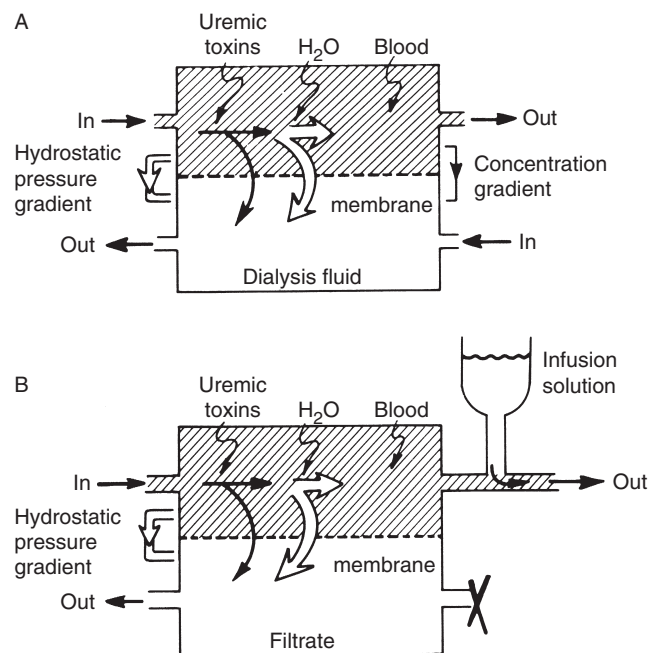 A
Uremic
toxins
H₂O
Blood
In
Out
Hydrostatic
pressure
gradient
Concentration
gradient
membrane
Out
In
Dialysis fluid
B
Infusion
solution
Uremic
toxins
H₂O
Blood
In
Out
Hydrostatic
pressure
gradient
membrane
Out
Filtrate